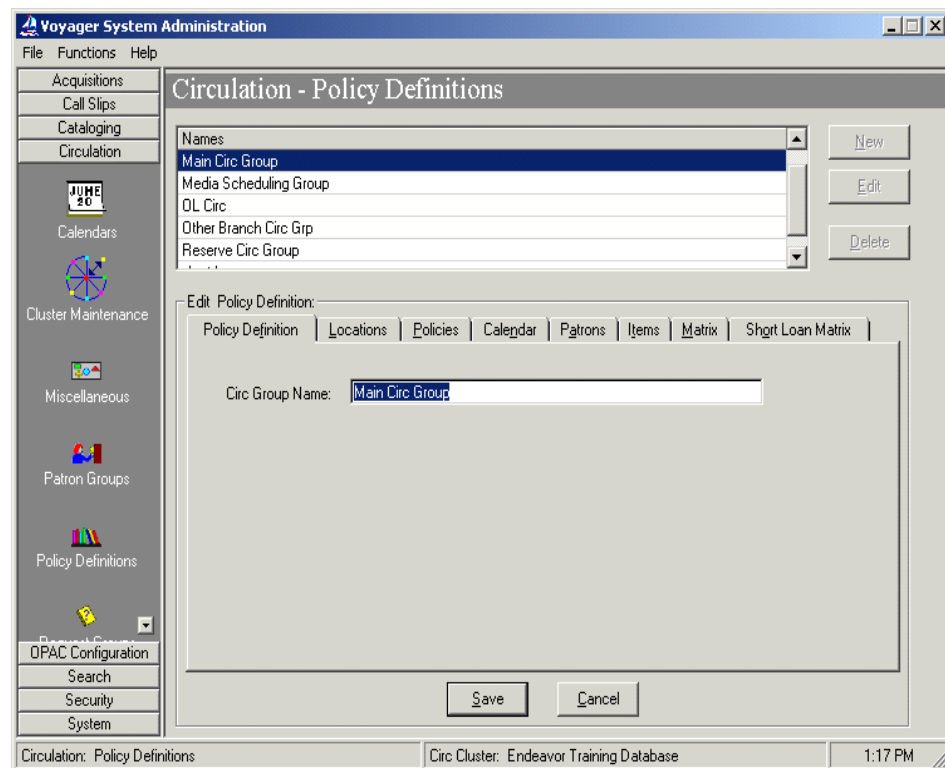 Voyager System Administration
File Functions Help
Acquisitions
Call Slips
Cataloging
Circulation
JUNE
20
Calendars
Cluster Maintenance
Miscellaneous
Patron Groups
Policy Definitions
Request Groups
OPAC Configuration
Search
Security
System
Circulation - Policy Definitions
Names
Main Circ Group
Media Scheduling Group
OL Circ
Other Branch Circ Grp
Reserve Circ Group
New
Edit
Delete
Edit Policy Definition:
Policy Definition Locations Policies Calendar Patrons Items Matrix Short Loan Matrix
Circ Group Name: Main Circ Group
Save Cancel
Circulation: Policy Definitions Circ Cluster: Endeavor Training Database 1:17 PM